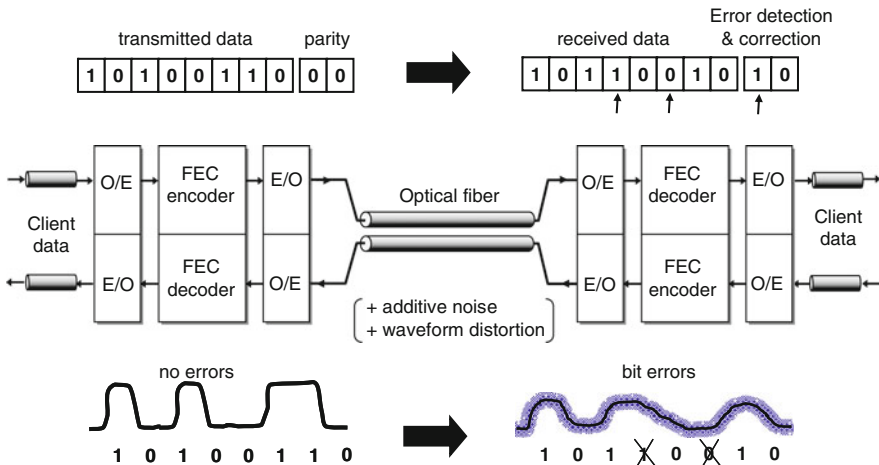 transmitted data parity
1 0 1 0 0 1 1 0 0 0
received data Error detection & correction
1 0 1 1 0 0 1 0 1 0
O/E FEC encoder E/O
Optical fiber
O/E FEC decoder E/O
Client data
Client data
E/O FEC decoder O/E
E/O FEC encoder O/E
+ additive noise
+ waveform distortion
no errors
bit errors
1 0 1 0 0 1 1 0
1 0 1 1 0 0 1 0